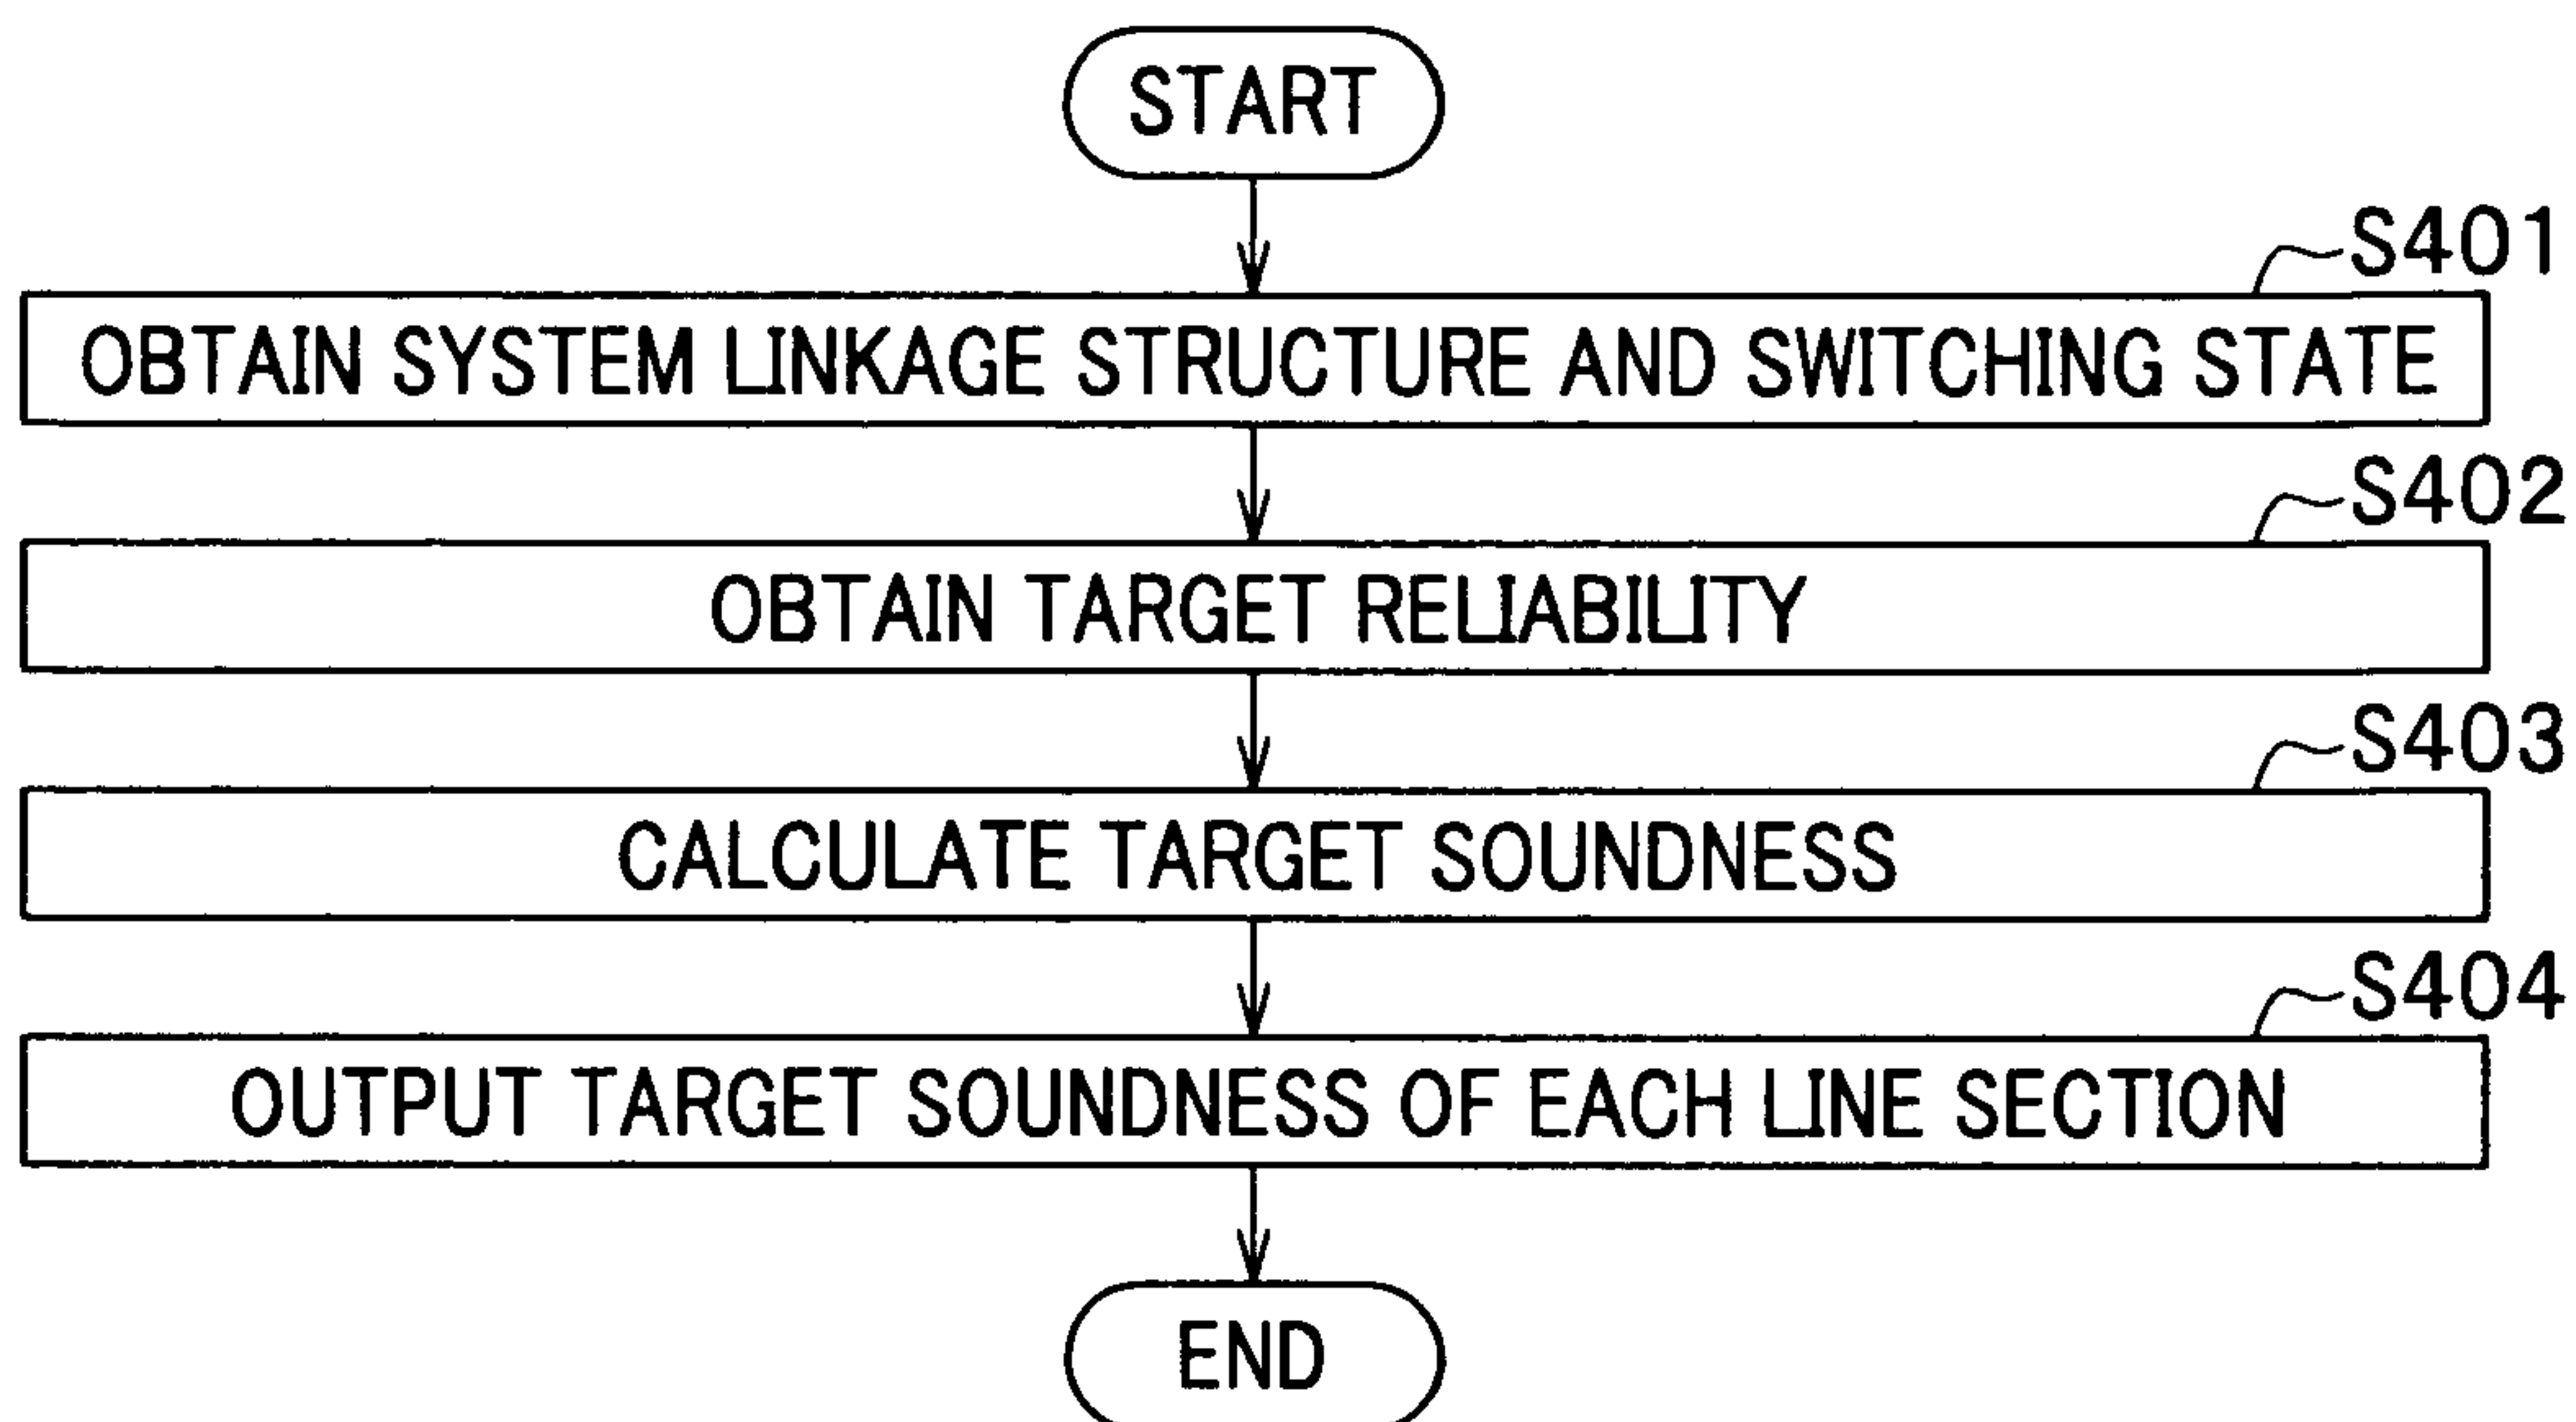 START
S401
OBTAIN SYSTEM LINKAGE STRUCTURE AND SWITCHING STATE
S402
OBTAIN TARGET RELIABILITY
S403
CALCULATE TARGET SOUNDNESS
S404
OUTPUT TARGET SOUNDNESS OF EACH LINE SECTION
END